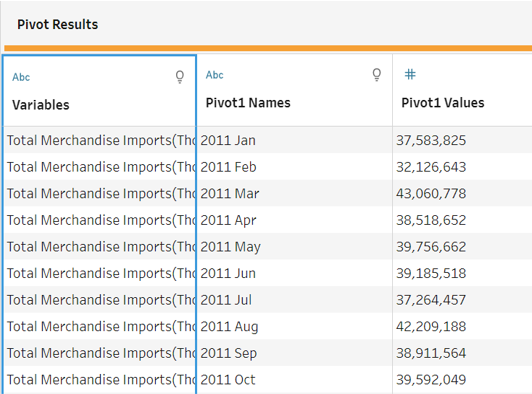 Pivot Results
Abc Abc #
Variables Pivot1 Names Pivot1 Values
Total Merchandise Imports(Tho 2011 Jan 37,583,825
Total Merchandise Imports(Tho 2011 Feb 32,126,643
Total Merchandise Imports(Tho 2011 Mar 43,060,778
Total Merchandise Imports(Tho 2011 Apr 38,518,652
Total Merchandise Imports(Tho 2011 May 39,756,662
Total Merchandise Imports(Tho 2011 Jun 39,185,518
Total Merchandise Imports(Tho 2011 Jul 37,264,457
Total Merchandise Imports(Tho 2011 Aug 42,209,188
Total Merchandise Imports(Tho 2011 Sep 38,911,564
Total Merchandise Imports(Tho 2011 Oct 39,592,049